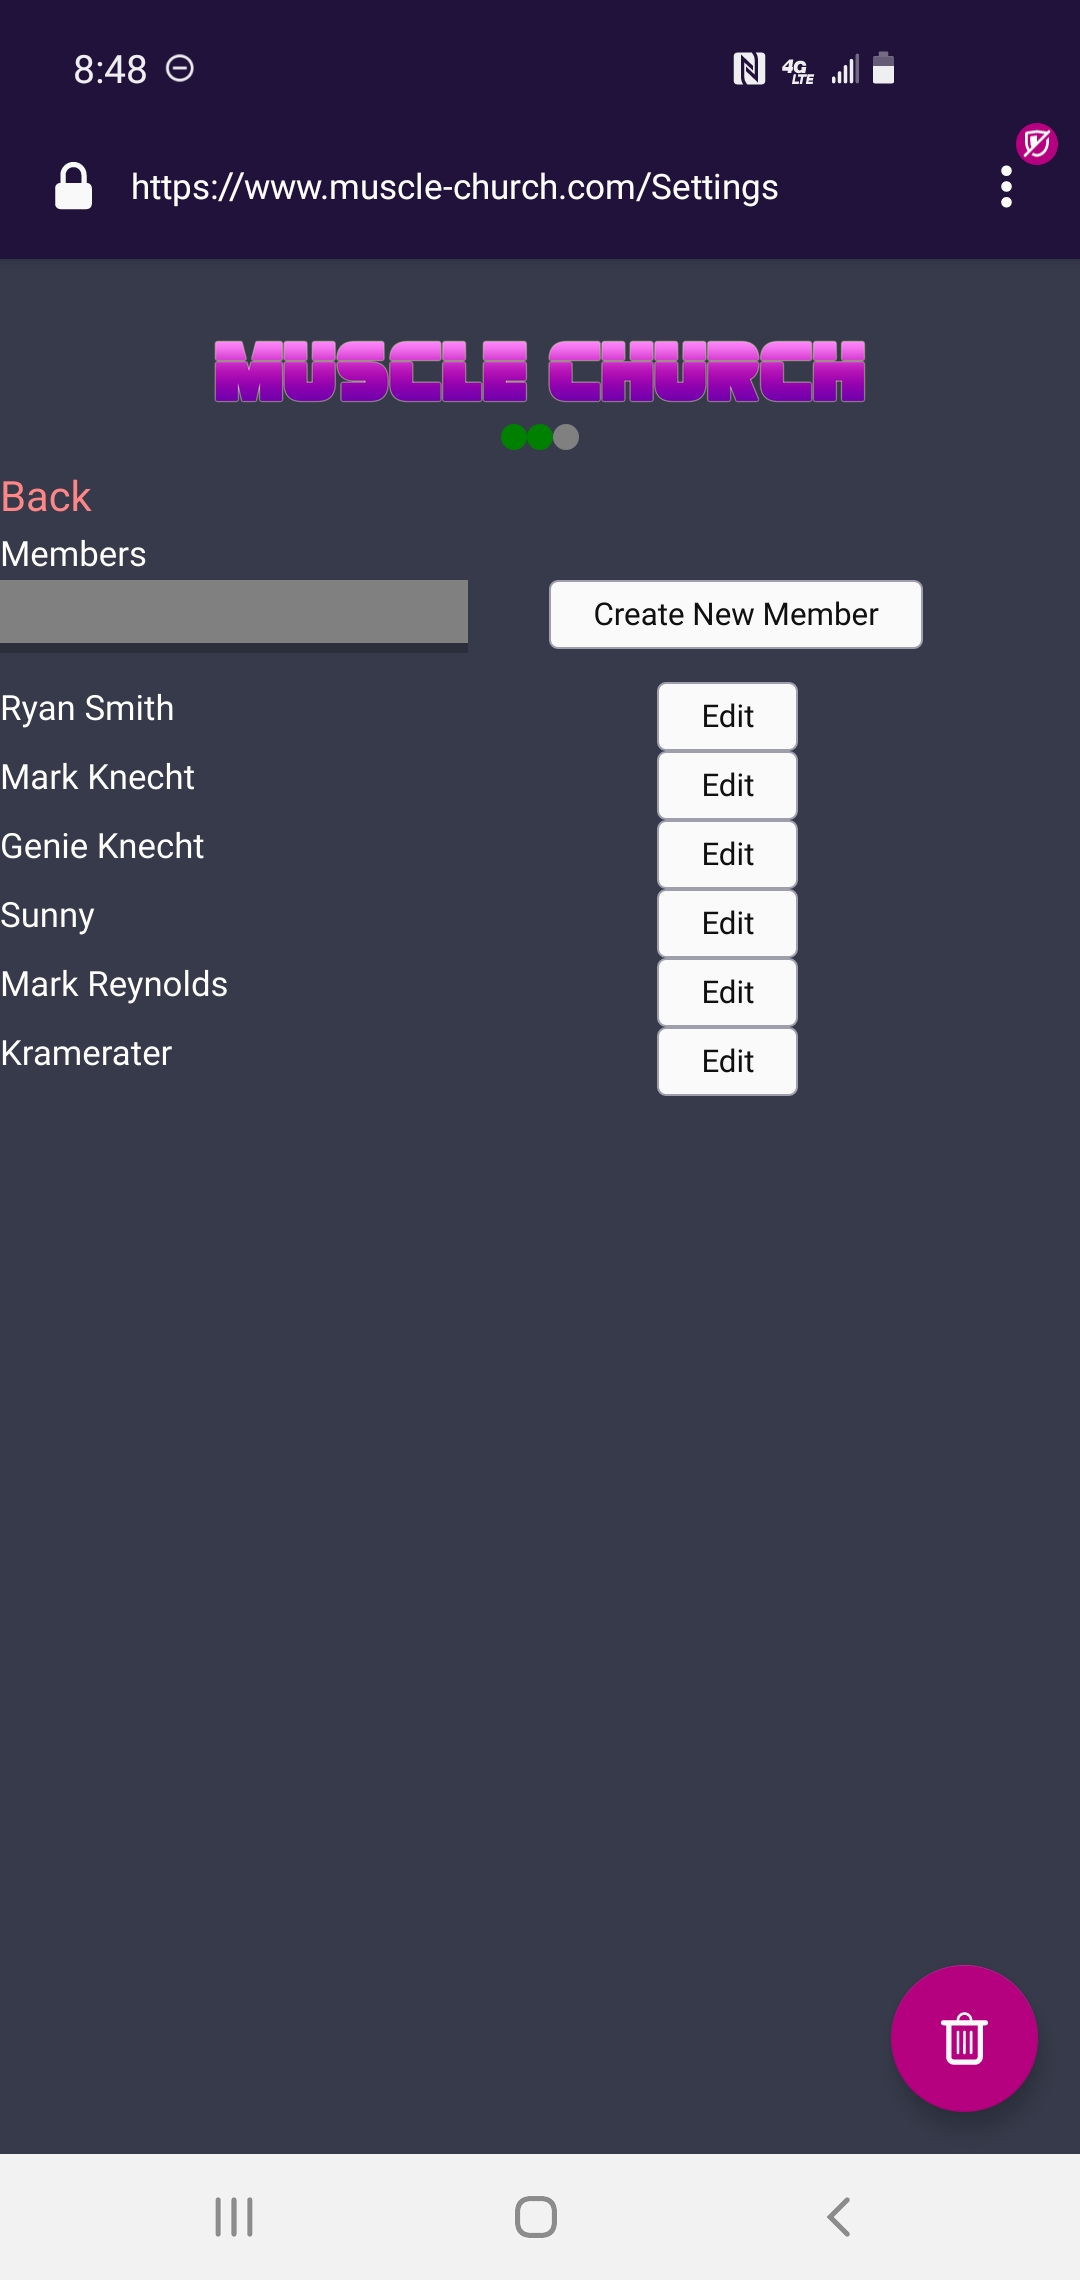 8:48
4G LTE
https://www.muscle-church.com/Settings
MUSCLE CHURCH
Back
Members
Create New Member
Ryan Smith Edit
Mark Knecht Edit
Genie Knecht Edit
Sunny Edit
Mark Reynolds Edit
Kramerater Edit